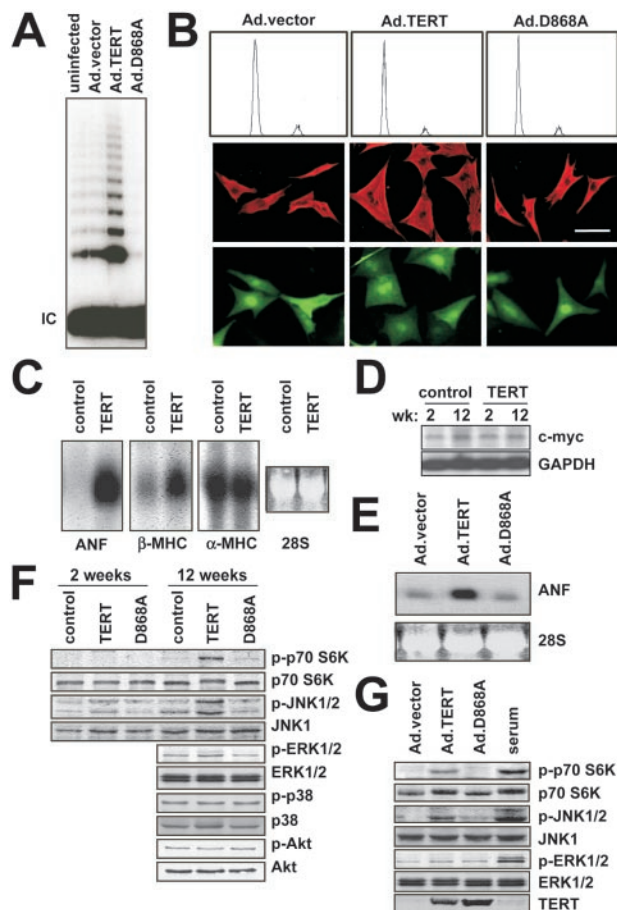 A
uninfected
Ad.vector
Ad.TERT
Ad.D868A
IC
B
Ad.vector
Ad.TERT
Ad.D868A
C
control
TERT
control
TERT
control
TERT
control
TERT
ANF
β-MHC
α-MHC
28S
D
control
TERT
wk:
2
12
2
12
c-myc
GAPDH
E
Ad.vector
Ad.TERT
Ad.D868A
ANF
28S
F
2 weeks
12 weeks
control
TERT
D868A
control
TERT
D868A
p-p70 S6K
p70 S6K
p-JNK1/2
JNK1
p-ERK1/2
ERK1/2
p-p38
p38
p-Akt
Akt
G
Ad.vector
Ad.TERT
Ad.D868A
serum
p-p70 S6K
p70 S6K
p-JNK1/2
JNK1
p-ERK1/2
ERK1/2
TERT